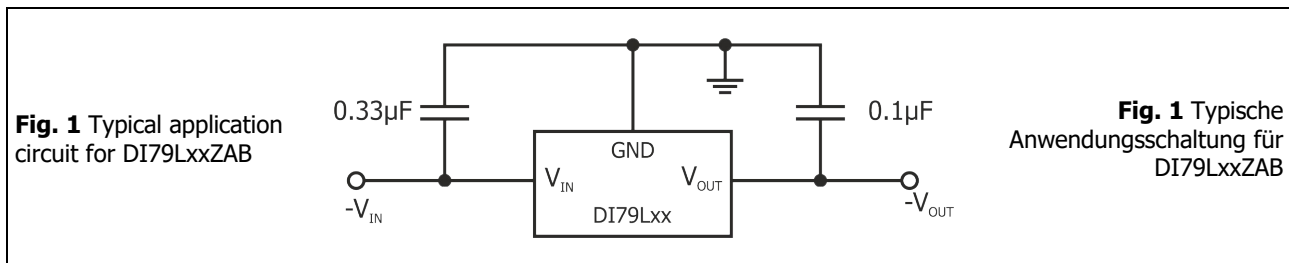 Fig. 1 Typical application
circuit for DI79LxxZAB
0.33µF
0.1µF
GND
VIN
VOUT
DI79Lxx
-VIN
-VOUT
Fig. 1 Typische
Anwendungsschaltung für
DI79LxxZAB